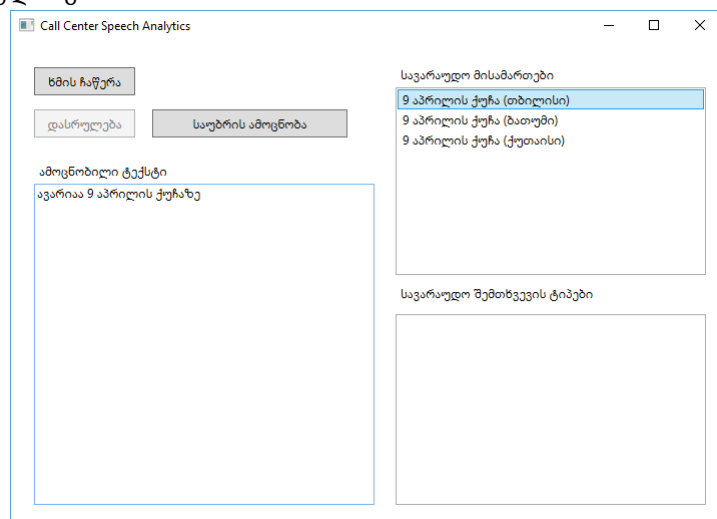 Call Center Speech Analytics
ხმის ჩაწერა
დასრულება
საუბრის ამოცნობა
ამოცნობილი ტექსტი
ავარიაა 9 აპრილის ქუჩაზე
სავარაუდო მისამართები
9 აპრილის ქუჩა (თბილისი)
9 აპრილის ქუჩა (ბათუმი)
9 აპრილის ქუჩა (ქუთაისი)
სავარაუდო შემთხვევის ტიპები